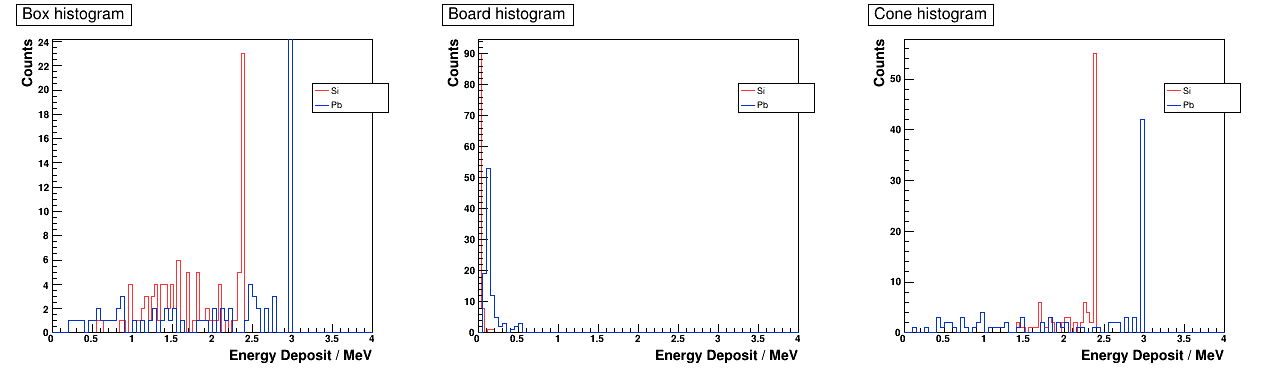 Box histogram
Counts
24
22
20
18
16
14
12
10
8
6
4
2
0
0 0.5 1 1.5 2 2.5 3 3.5 4
Energy Deposit / MeV
Si
Pb
Board histogram
Counts
90
80
70
60
50
40
30
20
10
0
0 0.5 1 1.5 2 2.5 3 3.5 4
Energy Deposit / MeV
Si
Pb
Cone histogram
Counts
50
40
30
20
10
0
0 0.5 1 1.5 2 2.5 3 3.5 4
Energy Deposit / MeV
Si
Pb